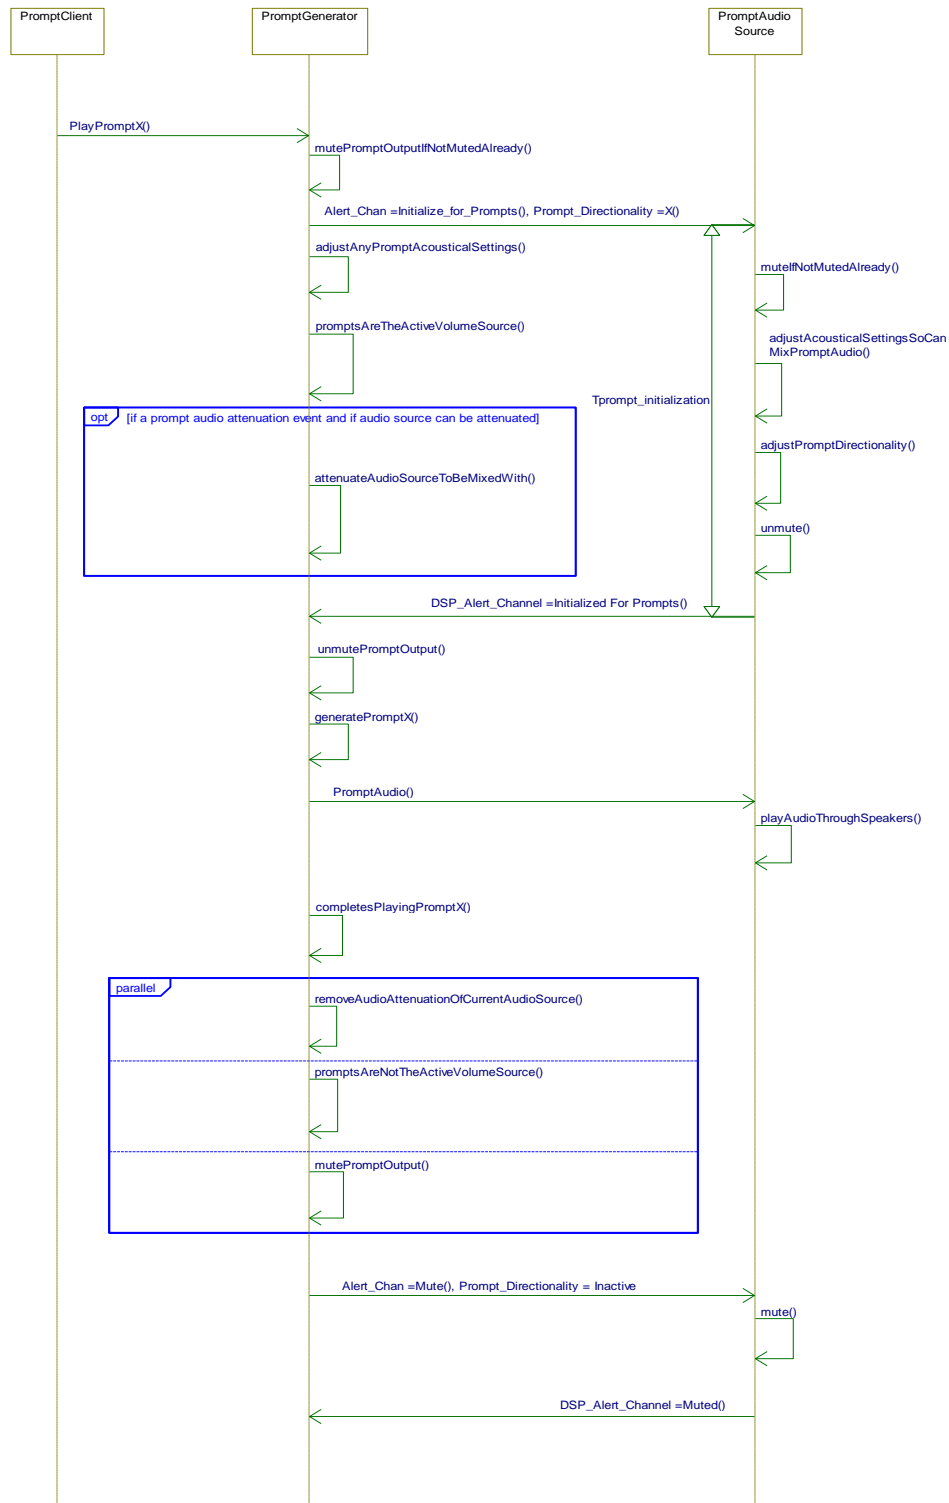 PromptClient
PromptGenerator
PromptAudio
Source
PlayPromptX()
mutePromptOutputIfNotMutedAlready()
Alert_Chan =Initialize_for_Prompts(), Prompt_Directionality =X()
adjustAnyPromptAcousticalSettings()
muteIfNotMutedAlready()
promptsAreTheActiveVolumeSource()
adjustAcousticalSettingsSoCan
MixPromptAudio()
Tprompt_initialization
opt
[if a prompt audio attenuation event and if audio source can be attenuated]
adjustPromptDirectionality()
attenuateAudioSourceToBeMixedWith()
unmute()
DSP_Alert_Channel =Initialized For Prompts()
unmutePromptOutput()
generatePromptX()
PromptAudio()
playAudioThroughSpeakers()
completesPlayingPromptX()
parallel
removeAudioAttenuationOfCurrentAudioSource()
promptsAreNotTheActiveVolumeSource()
mutePromptOutput()
Alert_Chan =Mute(), Prompt_Directionality = Inactive
mute()
DSP_Alert_Channel =Muted()